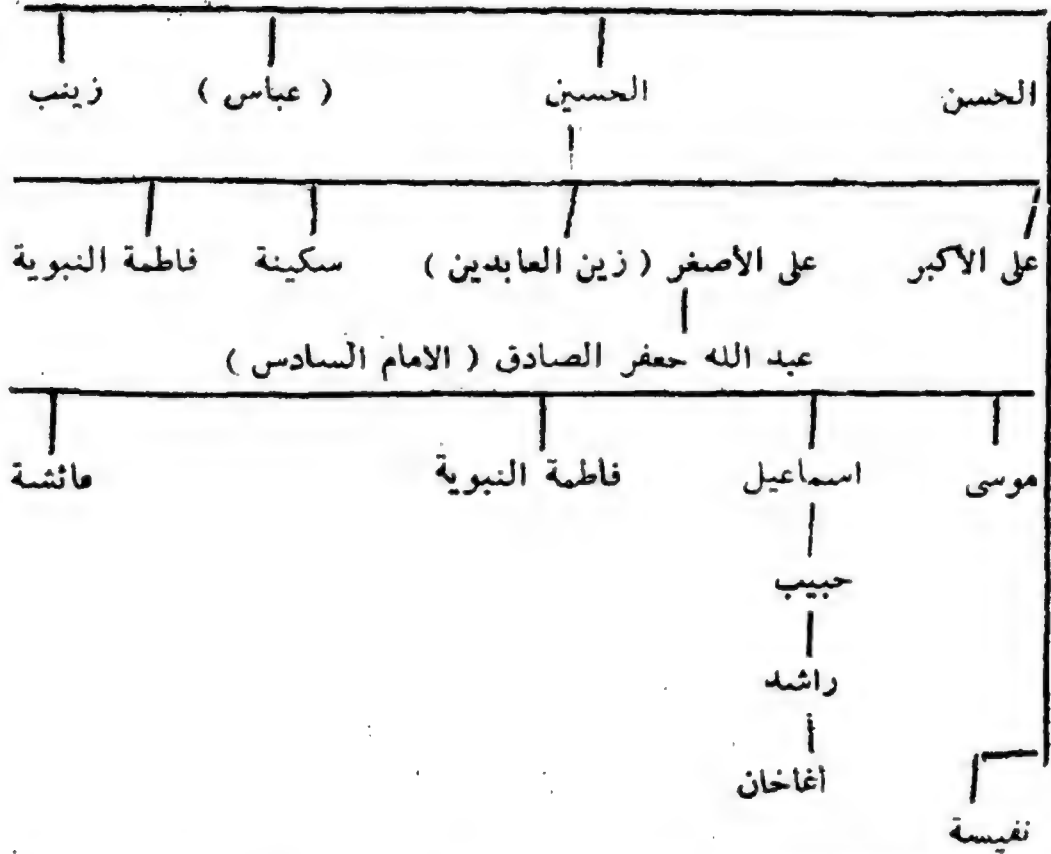 الحسن الحسين ( عباس ) زينب
على الأكبر على الأصغر ( زين العابدين ) سكينة فاطمة النبوية
عبد الله جعفر الصادق ( الامام السادس )
موسى اسماعيل فاطمة النبوية عائشة
حبيب
راشد
أغاخان
نفيسة